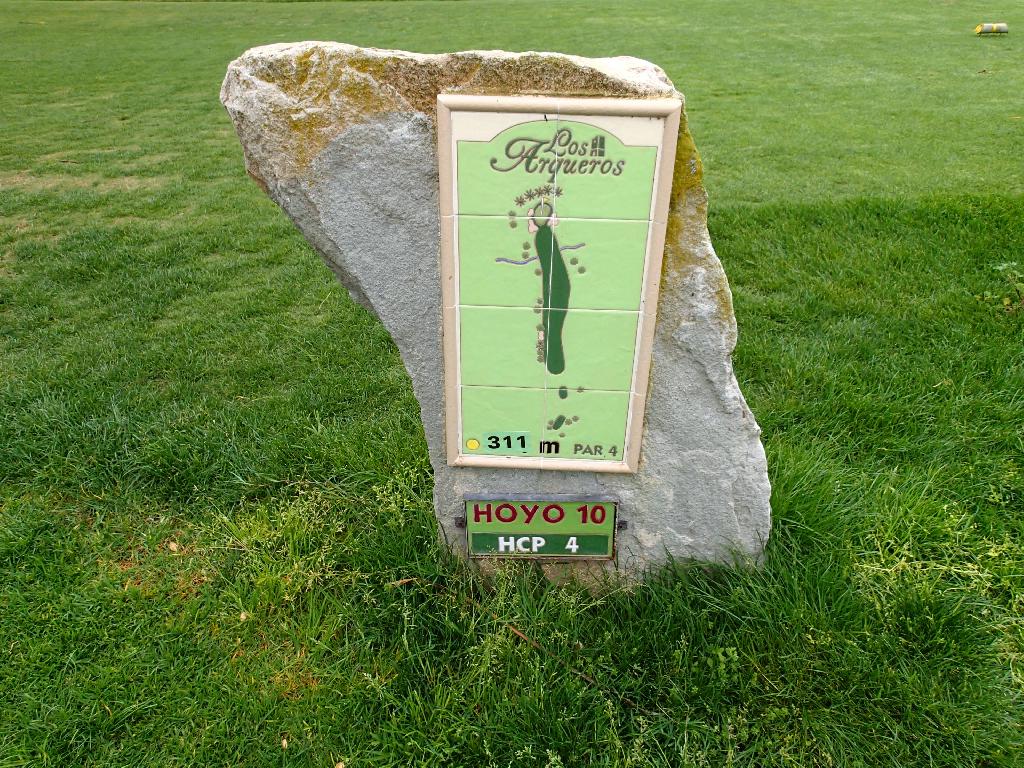 Los
Arqueros
311 m PAR 4
HOYO 10
HCP 4